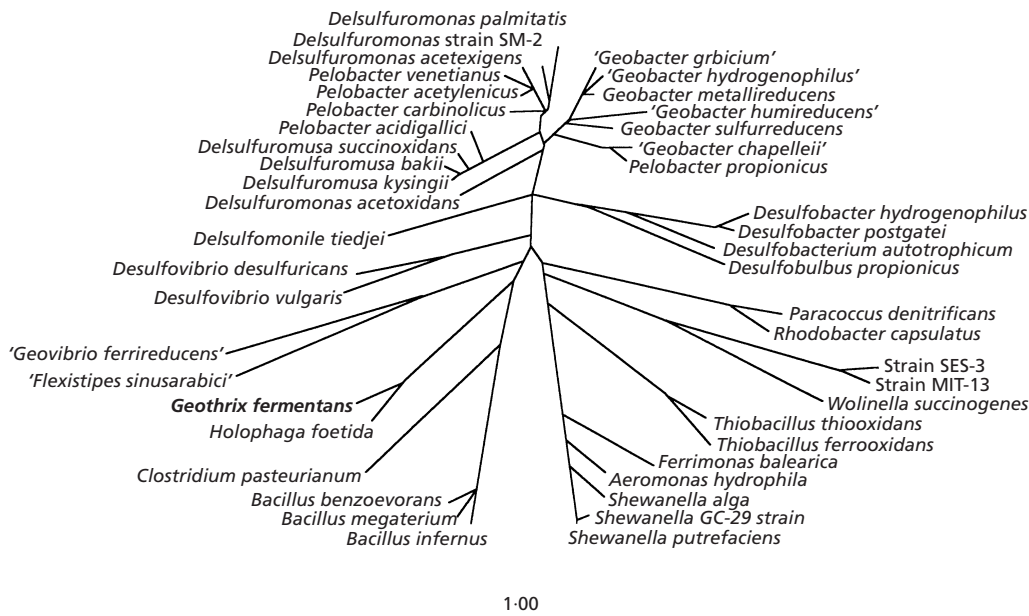 Delsulfuromonas palmitatis
Delsulfuromonas strain SM-2
Delsulfuromonas acetexigens
Pelobacter venetianus
Pelobacter acetylenicus
Pelobacter carbinolicus
Pelobacter acidigallici
Delsulfuromusa succinoxidans
Delsulfuromusa bakii
Delsulfuromusa kysingii
Delsulfuromonas acetoxidans
Delsulfomonile tiedjei
Desulfovibrio desulfuricans
Desulfovibrio vulgaris
'Geovibrio ferrireducens'
'Flexistipes sinusarabici'
Geothrix fermentans
Holophaga foetida
Clostridium pasteurianum
Bacillus benzoevorans
Bacillus megaterium
Bacillus infernus
'Geobacter grbicium'
'Geobacter hydrogenophilus'
Geobacter metallireducens
'Geobacter humireducens'
Geobacter sulfurreducens
'Geobacter chapelleii'
Pelobacter propionicus
Desulfobacter hydrogenophilus
Desulfobacter postgatei
Desulfobacterium autotrophicum
Desulfobulbus propionicus
Paracoccus denitrificans
Rhodobacter capsulatus
Strain SES-3
Strain MIT-13
Wolinella succinogenes
Thiobacillus thiooxidans
Thiobacillus ferrooxidans
Ferrimonas balearica
Aeromonas hydrophila
Shewanella alga
Shewanella GC-29 strain
Shewanella putrefaciens
1·00